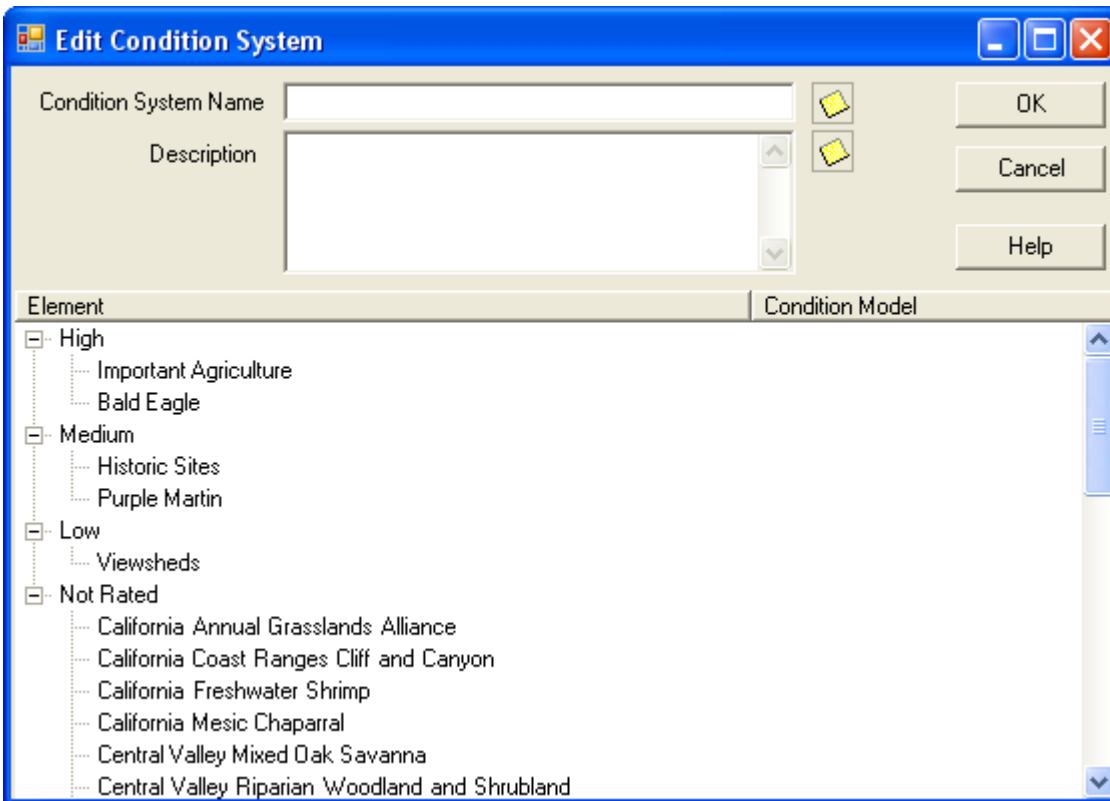 Edit Condition System
Condition System Name
OK
Description
Cancel
Help
Element Condition Model
High
Important Agriculture
Bald Eagle
Medium
Historic Sites
Purple Martin
Low
Viewsheds
Not Rated
California Annual Grasslands Alliance
California Coast Ranges Cliff and Canyon
California Freshwater Shrimp
California Mesic Chaparral
Central Valley Mixed Oak Savanna
Central Valley Riparian Woodland and Shrubland